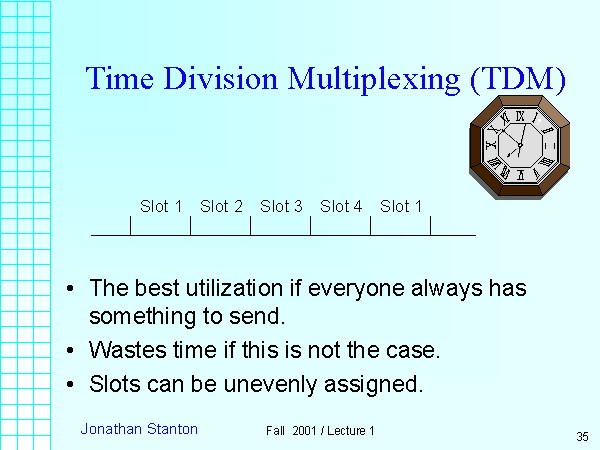 Time Division Multiplexing (TDM)
Slot 1 Slot 2 Slot 3 Slot 4 Slot 1
• The best utilization if everyone always has
something to send.
• Wastes time if this is not the case.
• Slots can be unevenly assigned.
Jonathan Stanton Fall 2001 / Lecture 1 35